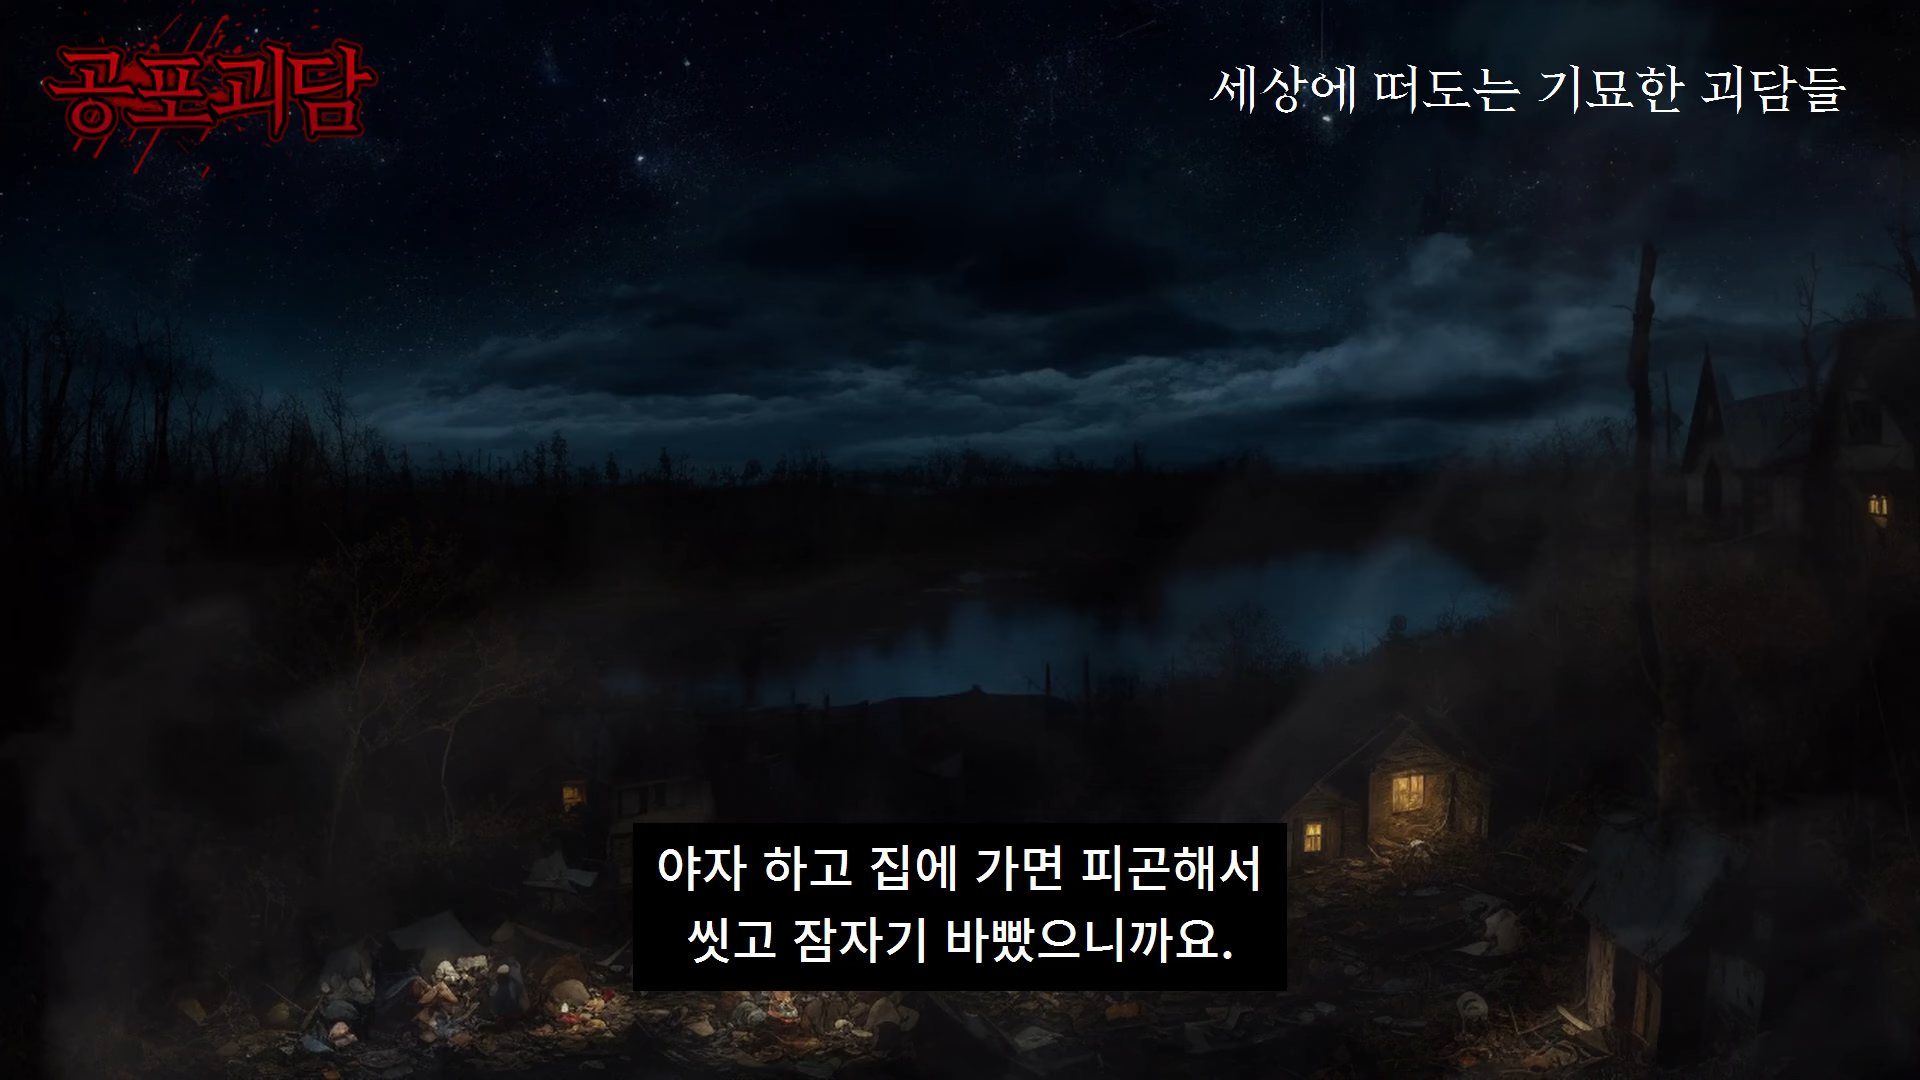 공포괴담
세상에 떠도는 기묘한 괴담들
야자 하고 집에 가면 피곤해서
씻고 잠자기 바빴으니까요.